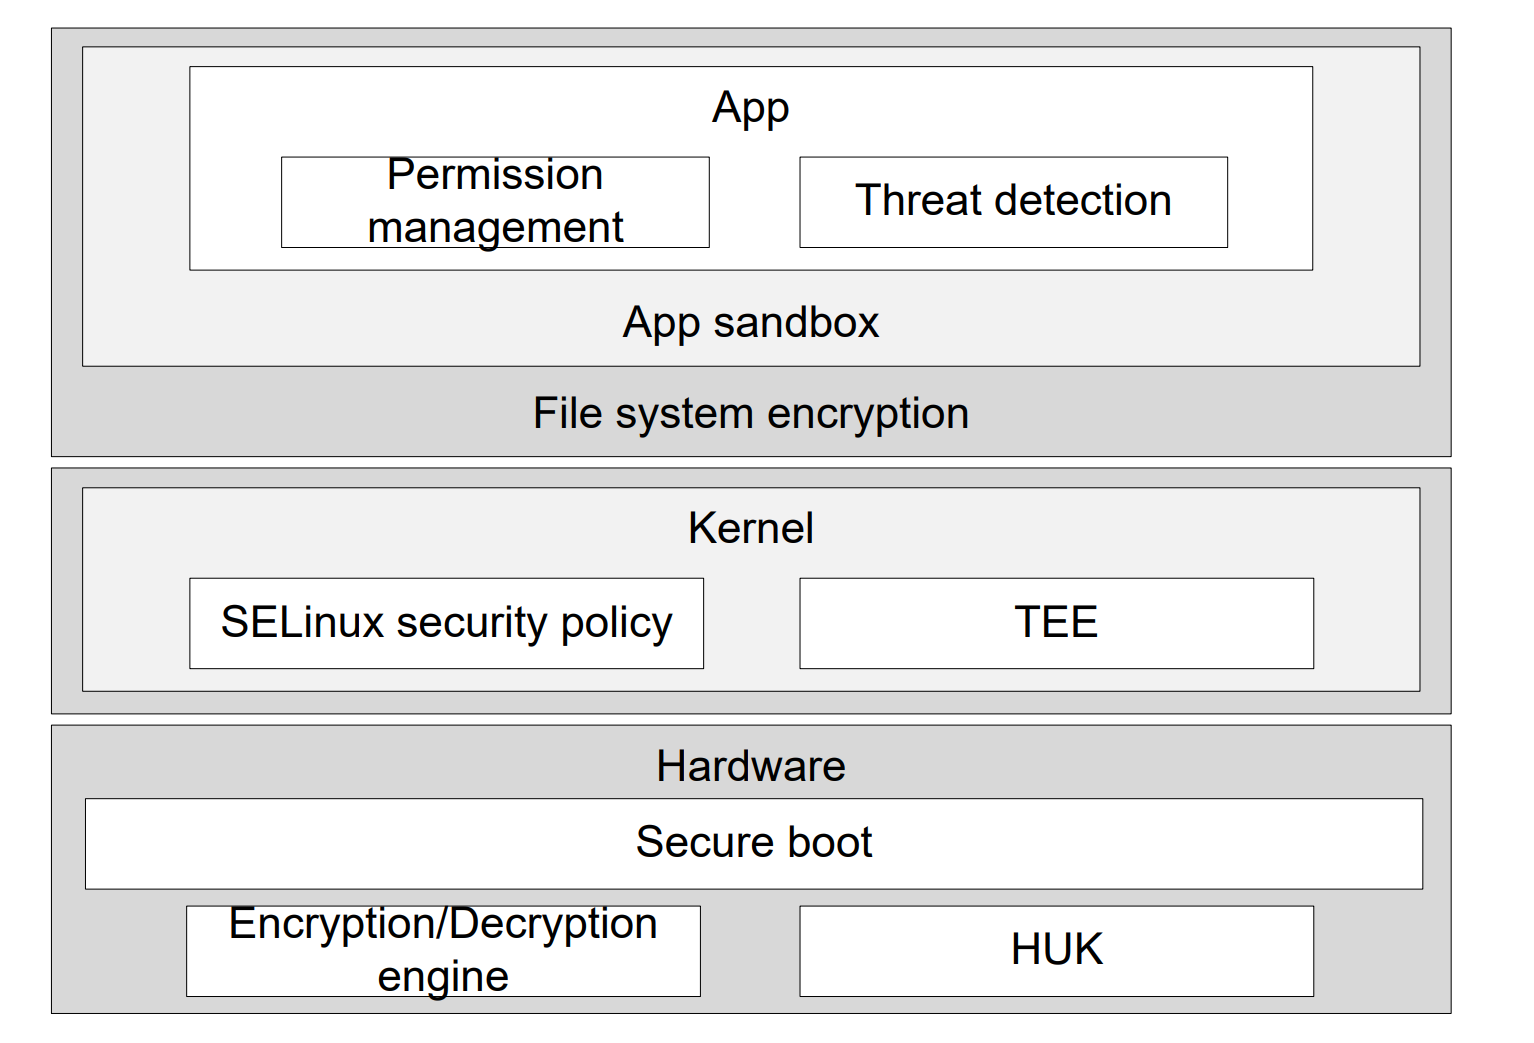 App
Permission
management
Threat detection
App sandbox
File system encryption
Kernel
SELinux security policy
TEE
Hardware
Secure boot
Encryption/Decryption
engine
HUK